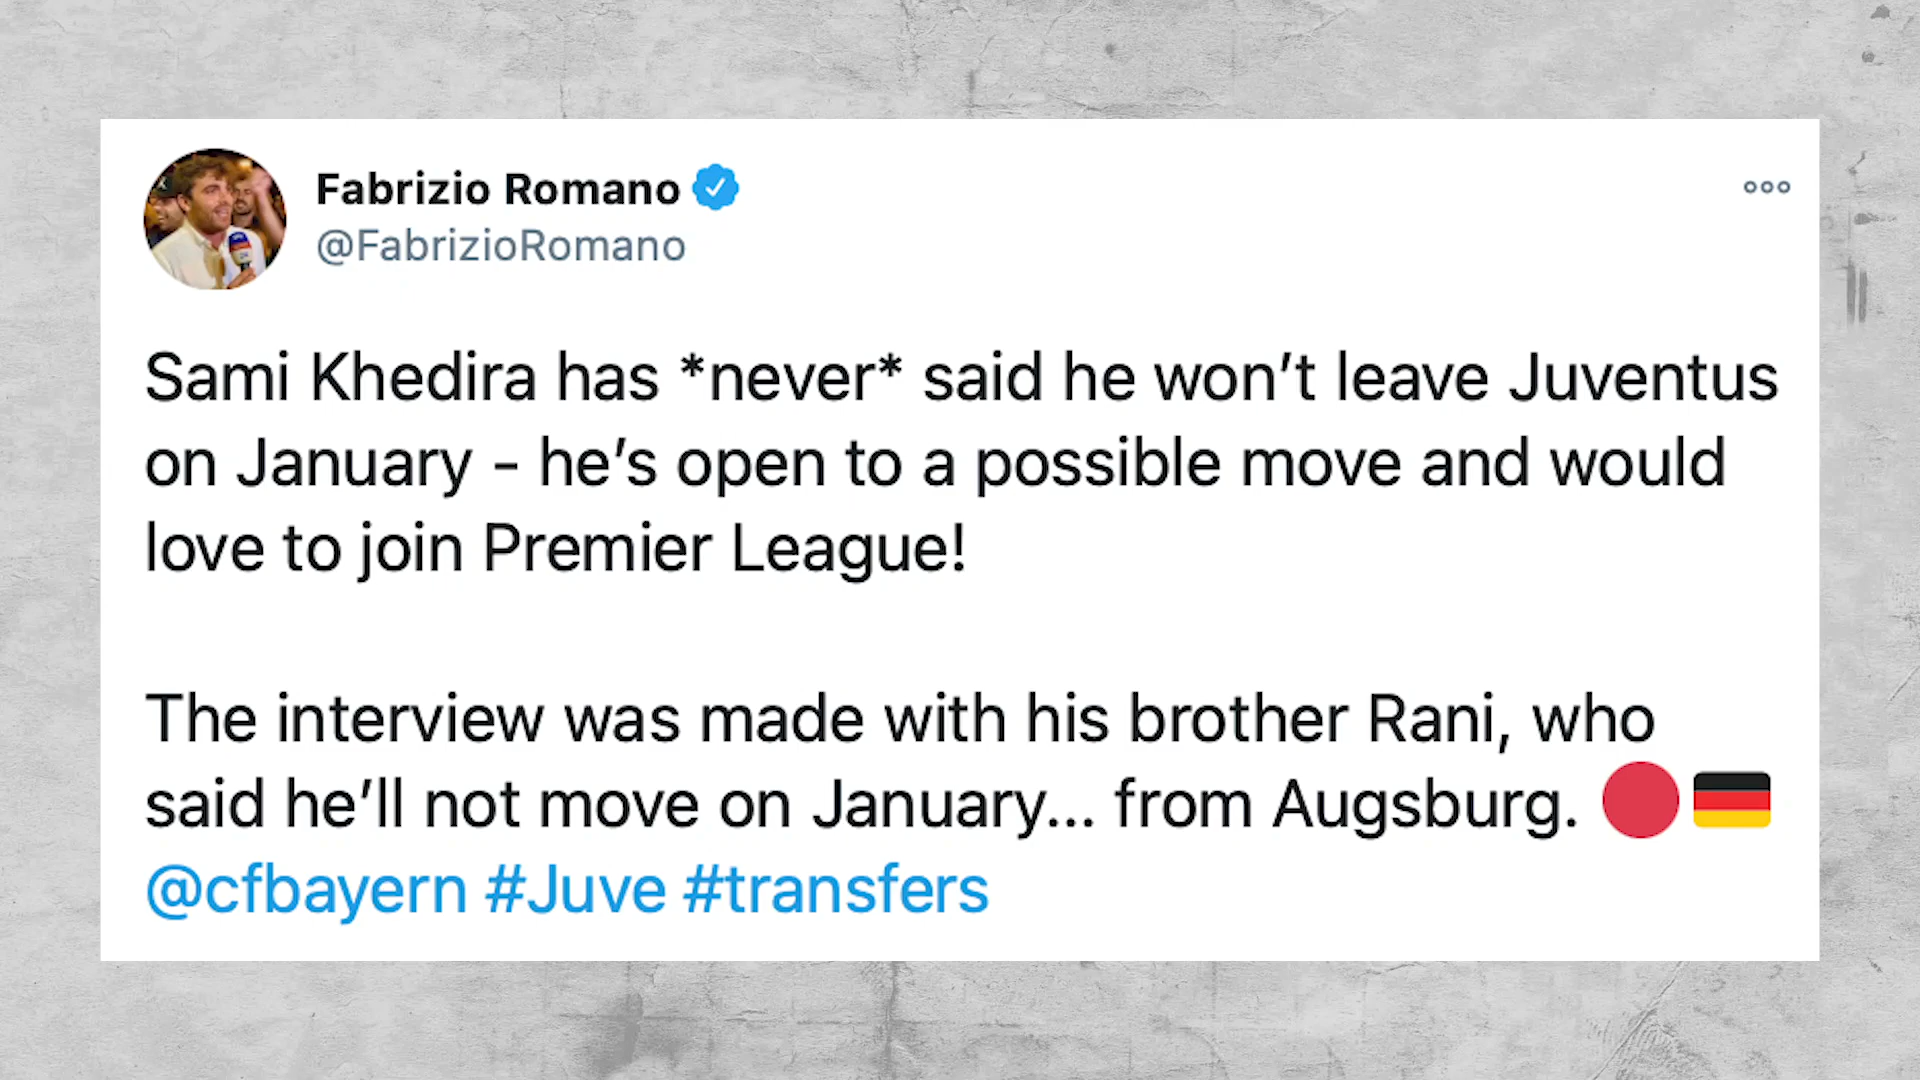 Fabrizio Romano
@FabrizioRomano
Sami Khedira has *never* said he won’t leave Juventus
on January - he’s open to a possible move and would
love to join Premier League!
The interview was made with his brother Rani, who
said he’ll not move on January... from Augsburg. 🔴🇩🇪
@cfbayern #Juve #transfers